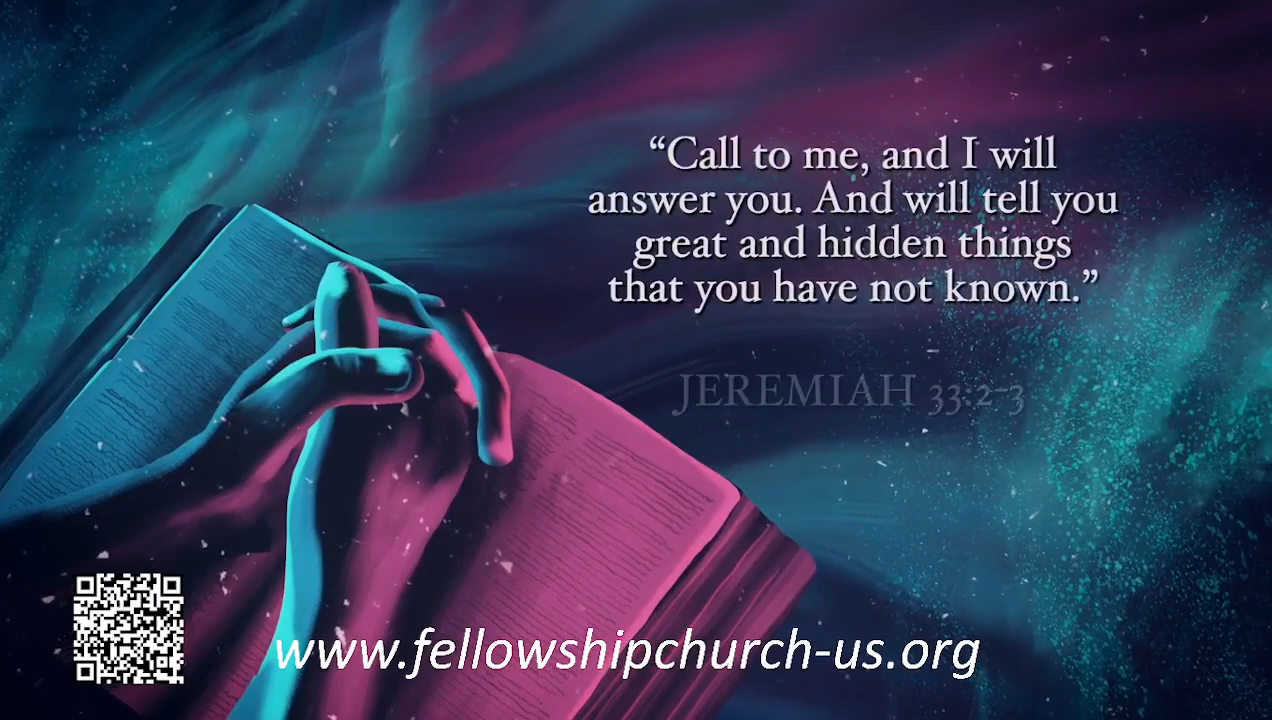 “Call to me, and I will
answer you. And will tell you
great and hidden things
that you have not known.”
JEREMIAH 33:2-3
www.fellowshipchurch-us.org